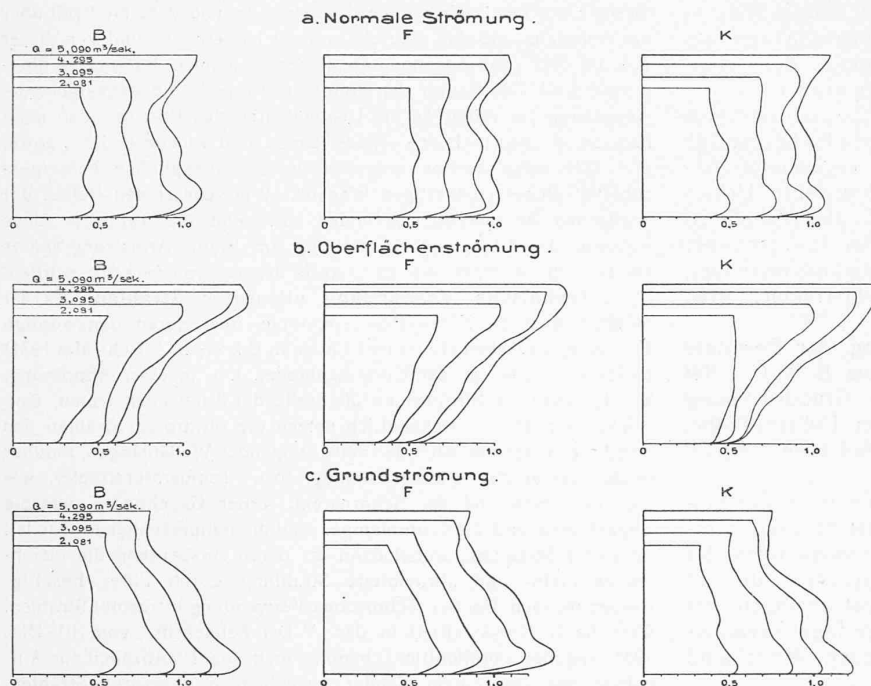 a. Normale Strömung.
B F K
Q = 5,090 m³/sek.
4,295
3,095
2,081
0 0,5 1,0 0 0,5 1,0 0 0,5 1,0
b. Oberflächenströmung.
B F K
Q = 5,090 m³/sek.
4,295
3,095
2,091
0 0,5 1,0 0 0,5 1,0 0 0,5 1,0
c. Grundströmung
B F K
Q = 5,090 m³/sek.
4,295
3,095
2,081
0 0,5 1,0 0 0,5 1,0 0 0,5 1,0